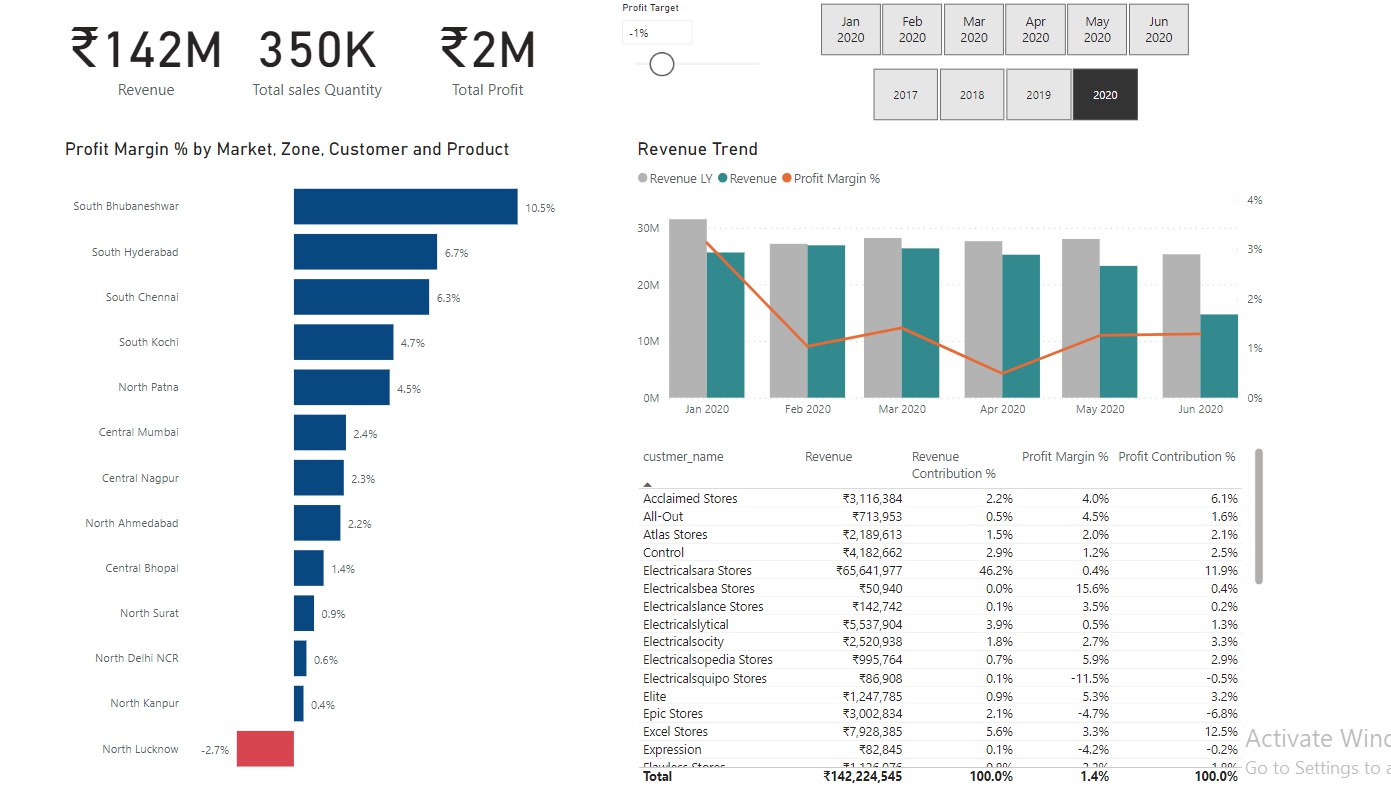 ₹142M
Revenue
350K
Total sales Quantity
₹2M
Total Profit
Profit Target
-1%
Jan 2020
Feb 2020
Mar 2020
Apr 2020
May 2020
Jun 2020
2017
2018
2019
2020
Profit Margin % by Market, Zone, Customer and Product
South Bhubaneshwar 10.5%
South Hyderabad 6.7%
South Chennai 6.3%
South Kochi 4.7%
North Patna 4.5%
Central Mumbai 2.4%
Central Nagpur 2.3%
North Ahmedabad 2.2%
Central Bhopal 1.4%
North Surat 0.9%
North Delhi NCR 0.6%
North Kanpur 0.4%
North Lucknow -2.7%
Revenue Trend
Revenue LY Revenue Profit Margin %
4%
30M 3%
20M 2%
10M 1%
0M 0%
Jan 2020 Feb 2020 Mar 2020 Apr 2020 May 2020 Jun 2020
custmer_name Revenue Revenue Contribution % Profit Margin % Profit Contribution %
Acclaimed Stores ₹3,116,384 2.2% 4.0% 6.1%
All-Out ₹713,953 0.5% 4.5% 1.6%
Atlas Stores ₹2,189,613 1.5% 2.0% 2.1%
Control ₹4,182,662 2.9% 1.2% 2.5%
Electricalsara Stores ₹65,641,977 46.2% 0.4% 11.9%
Electricalsbea Stores ₹50,940 0.0% 15.6% 0.4%
Electricalslance Stores ₹142,742 0.1% 3.5% 0.2%
Electricalslytical ₹5,537,904 3.9% 0.5% 1.3%
Electricalsocity ₹2,520,938 1.8% 2.7% 3.3%
Electricalsopedia Stores ₹995,764 0.7% 5.9% 2.9%
Electricalsquipo Stores ₹86,908 0.1% -11.5% -0.5%
Elite ₹1,247,785 0.9% 5.3% 3.2%
Epic Stores ₹3,002,834 2.1% -4.7% -6.8%
Excel Stores ₹7,928,385 5.6% 3.3% 12.5%
Expression ₹82,845 0.1% -4.2% -0.2%
Total ₹142,224,545 100.0% 1.4% 100.0%
Activate Winc
Go to Settings to a